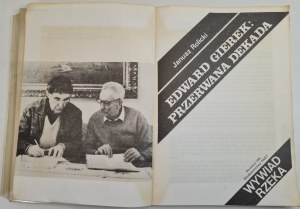 Janusz Rolicki
EDWARD GIEREK:
PRZERWANA DEKADA
WYWIAD
RZEKA